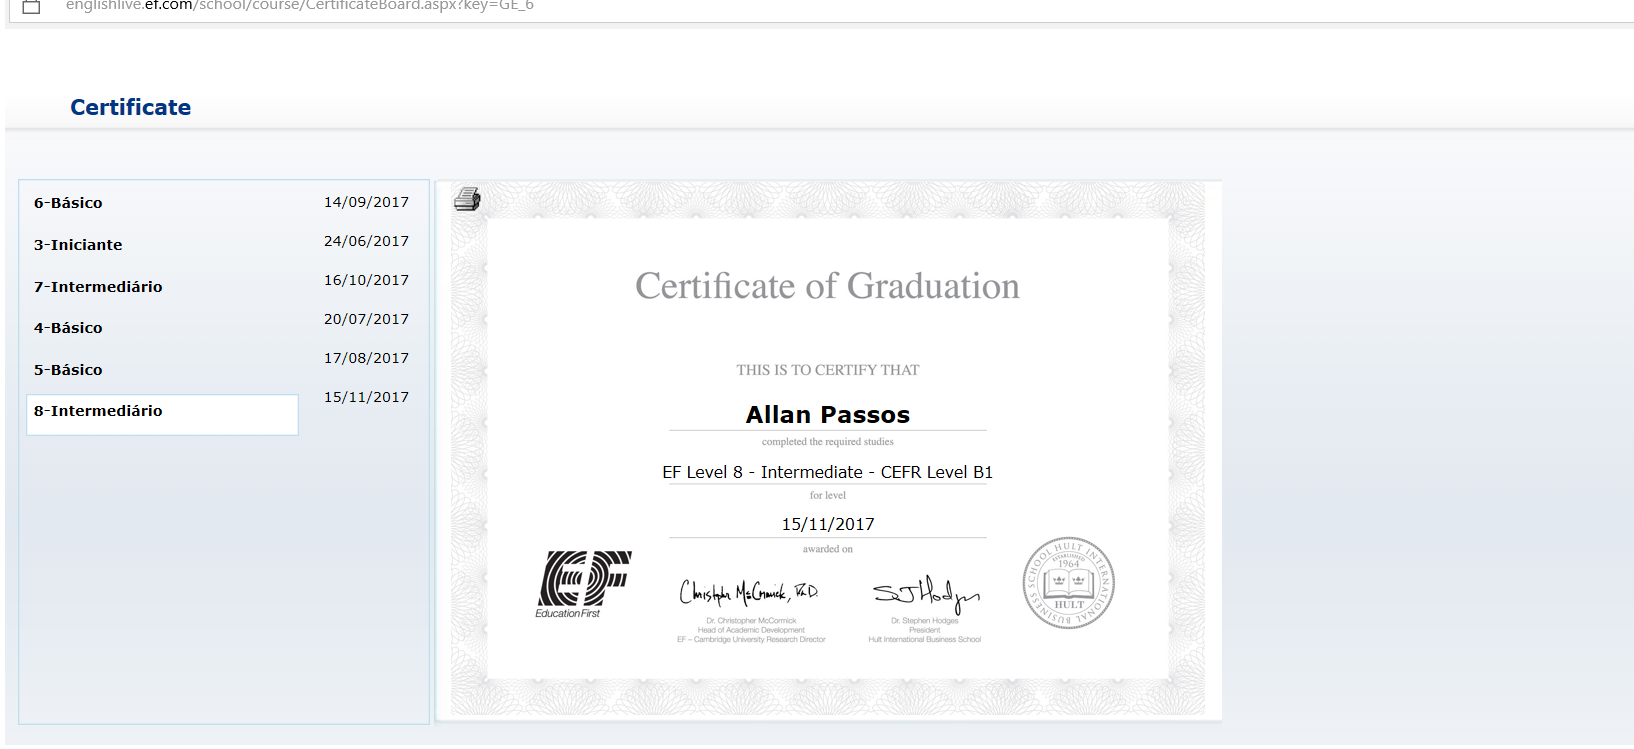 englishlive.ef.com/school/course/CertificateBoard.aspx?key=GE_6
Certificate
6-Básico 14/09/2017
3-Iniciante 24/06/2017
7-Intermediário 16/10/2017
4-Básico 20/07/2017
5-Básico 17/08/2017
8-Intermediário 15/11/2017
Certificate of Graduation
THIS IS TO CERTIFY THAT
Allan Passos
completed the required studies
EF Level 8 - Intermediate - CEFR Level B1
for level
15/11/2017
awarded on
EF
Education First
Christopher McCormick, Ph.D.
Dr. Christopher McCormick
Head of Academic Development
EF – Cambridge University Research Director
SJHodges
Dr. Stephen Hodges
President
Hult International Business School
HULT INTERNATIONAL BUSINESS SCHOOL
ESTABLISHED
1964
HULT